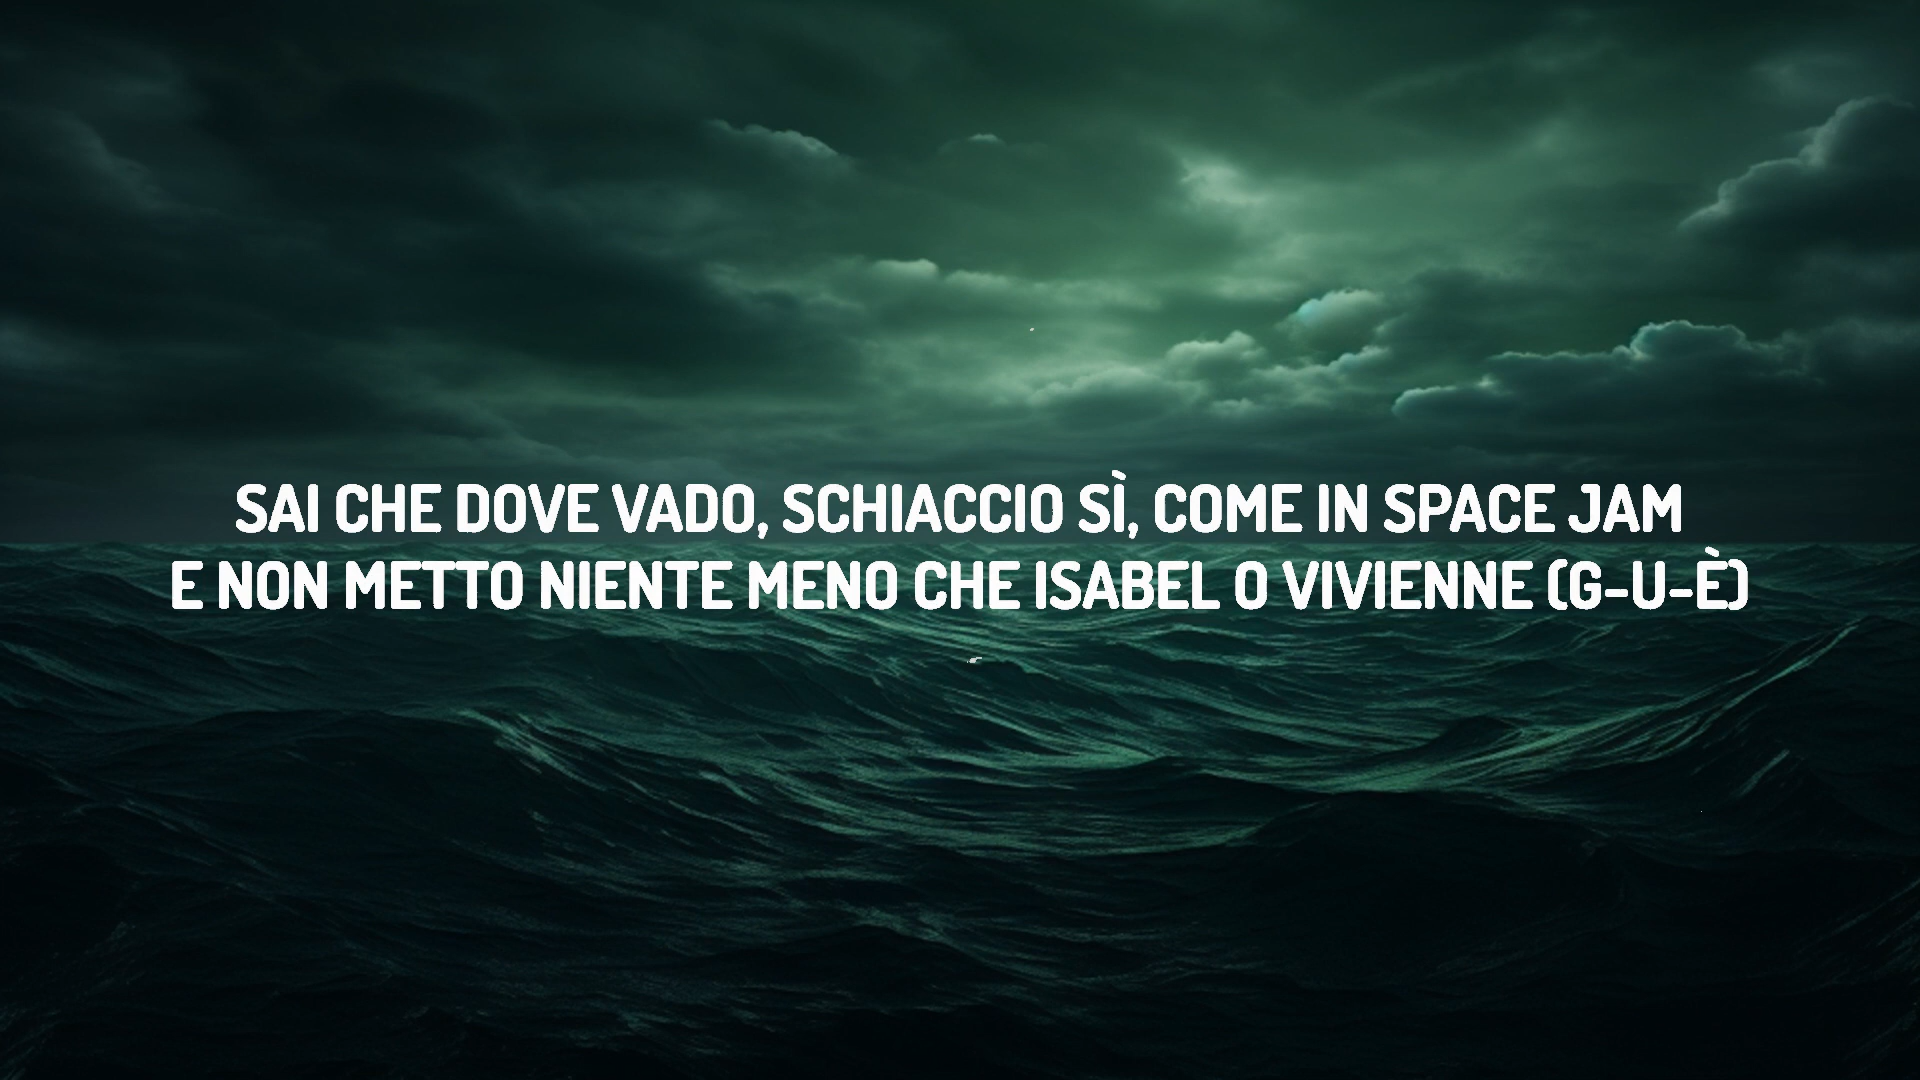 SAI CHE DOVE VADO, SCHIACCIO SÌ, COME IN SPACE JAM
E NON METTO NIENTE MENO CHE ISABEL O VIVIENNE (G-U-È)